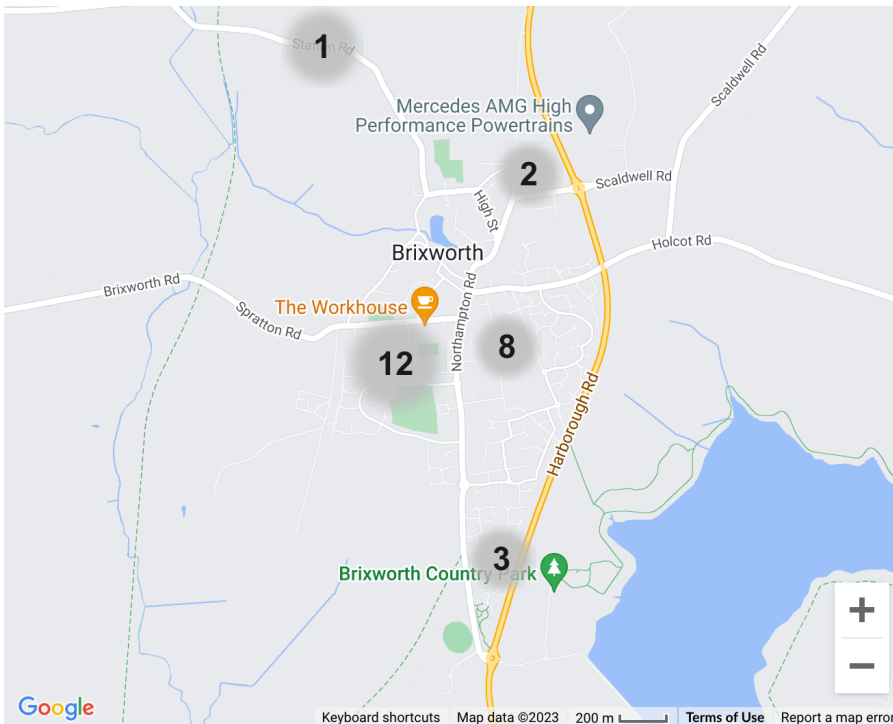 1
Station Rd
Scaldwell Rd
Mercedes AMG High
Performance Powertrains
2
Scaldwell Rd
High St
Holcot Rd
Brixworth
Brixworth Rd
The Workhouse
Spratton Rd
Northampton Rd
8
12
Harborough Rd
3
Brixworth Country Park
+
−
Google
Keyboard shortcuts Map data ©2023 200 m Terms of Use Report a map error